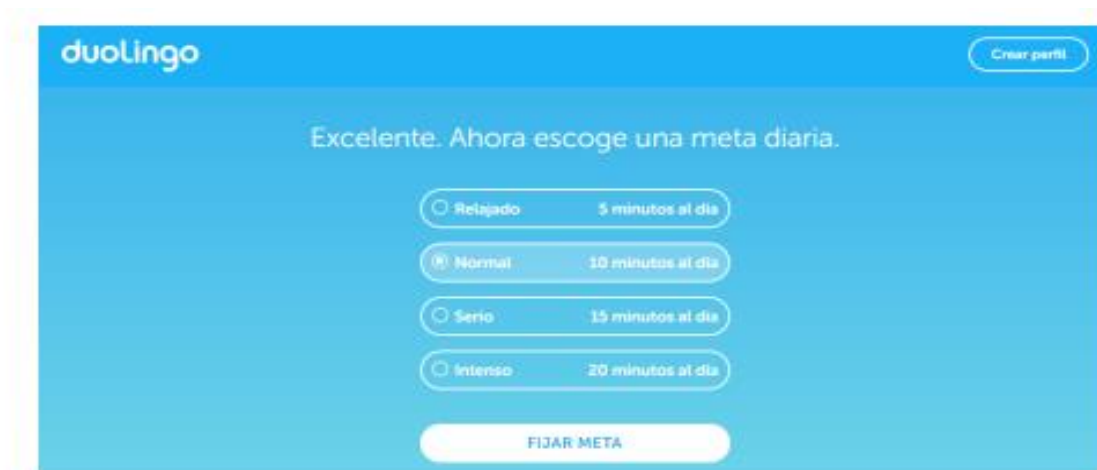 duolingo
Crear perfil
Excelente. Ahora escoge una meta diaria.
Relajado 5 minutos al día
Normal 10 minutos al día
Serio 15 minutos al día
Intenso 20 minutos al día
FIJAR META